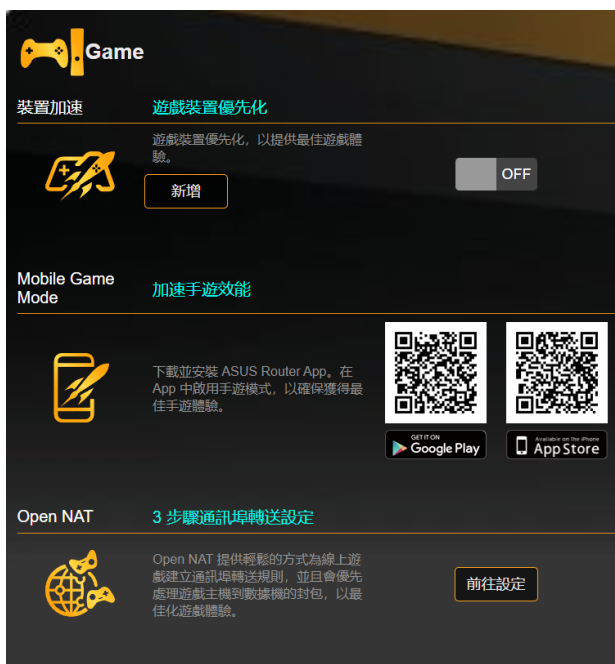 Game
裝置加速
遊戲裝置優先化
遊戲裝置優先化，以提供最佳遊戲體
驗。
新增
OFF
Mobile Game
Mode
加速手遊效能
下載並安裝 ASUS Router App。在
App 中啟用手遊模式，以確保獲得最
佳手遊體驗。
GET IT ON
Google Play
Available on the iPhone
App Store
Open NAT
3 步驟通訊埠轉送設定
Open NAT 提供輕鬆的方式為線上遊
戲建立通訊埠轉送規則，並且會優先
處理遊戲主機到數據機的封包，以最
佳化遊戲體驗。
前往設定